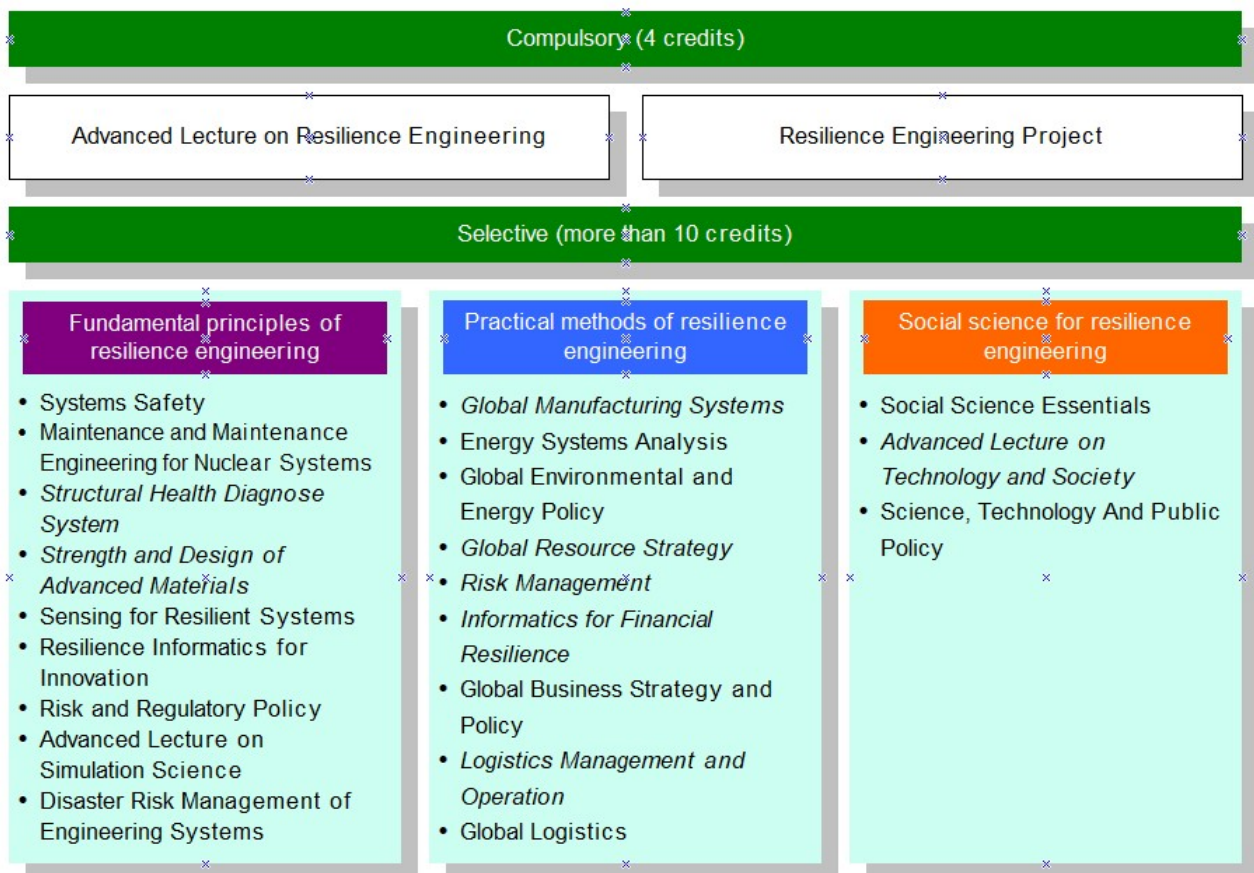 Compulsory (4 credits)
Advanced Lecture on Resilience Engineering
Resilience Engineering Project
Selective (more than 10 credits)
Fundamental principles of
resilience engineering
• Systems Safety
• Maintenance and Maintenance
Engineering for Nuclear Systems
• Structural Health Diagnose
System
• Strength and Design of
Advanced Materials
• Sensing for Resilient Systems
• Resilience Informatics for
Innovation
• Risk and Regulatory Policy
• Advanced Lecture on
Simulation Science
• Disaster Risk Management of
Engineering Systems
Practical methods of resilience
engineering
• Global Manufacturing Systems
• Energy Systems Analysis
• Global Environmental and
Energy Policy
• Global Resource Strategy
• Risk Management
• Informatics for Financial
Resilience
• Global Business Strategy and
Policy
• Logistics Management and
Operation
• Global Logistics
Social science for resilience
engineering
• Social Science Essentials
• Advanced Lecture on
Technology and Society
• Science, Technology And Public
Policy